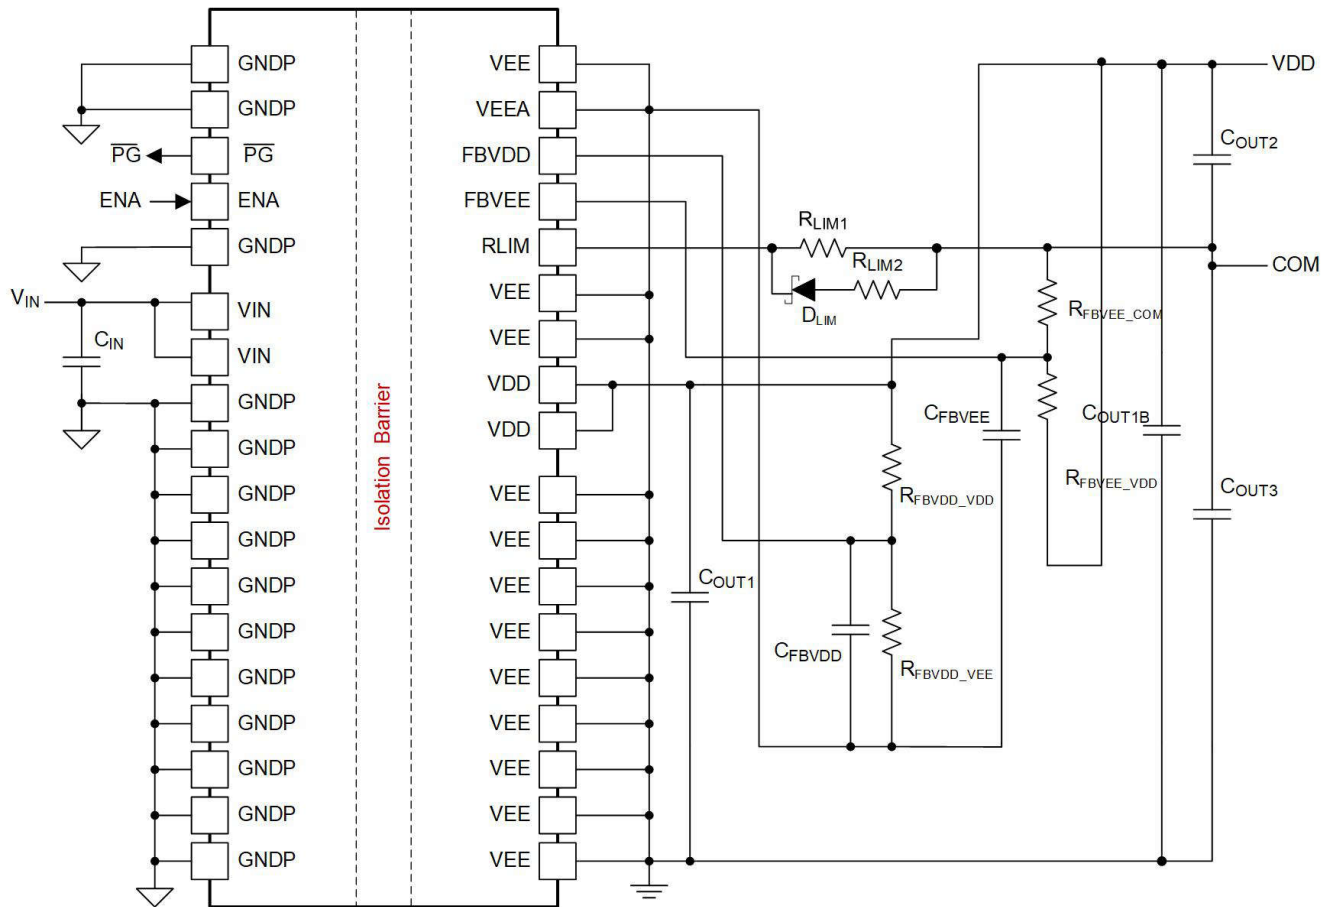 GNDP
GNDP
PG
PG
ENA
ENA
GNDP
VIN
VIN
CIN
VIN
GNDP
GNDP
GNDP
GNDP
GNDP
GNDP
GNDP
GNDP
GNDP
GNDP
GNDP
Isolation Barrier
VEE
VEEA
FBVDD
FBVEE
RLIM
VEE
VEE
VDD
VDD
VEE
VEE
VEE
VEE
VEE
VEE
VEE
VEE
VEE
RLIM1
RLIM2
DLIM
COUT1
CFBVDD
RFBVDD_VDD
RFBVDD_VEE
CFBVEE
RFBVEE_COM
RFBVEE_VDD
COUT1B
COUT2
COUT3
VDD
COM